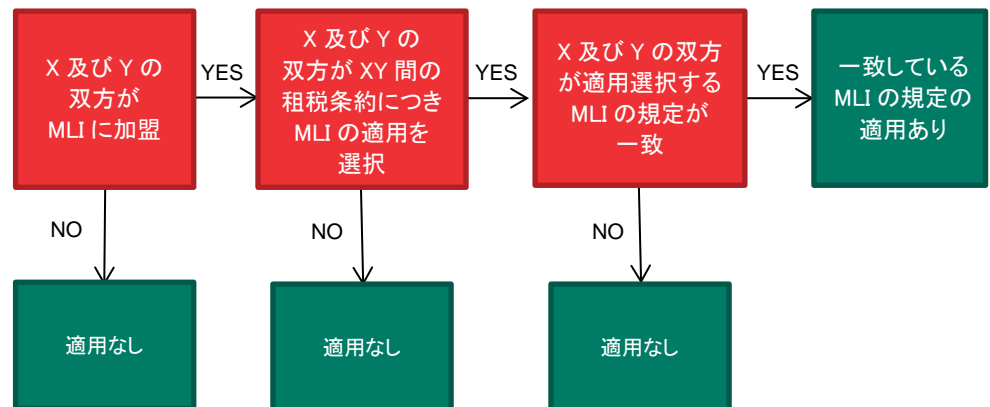 X 及び Y の
双方が
MLI に加盟
YES
X 及び Y の
双方が XY 間の
租税条約につき
MLI の適用を
選択
YES
X 及び Y の双方
が適用選択する
MLI の規定が
一致
YES
一致している
MLI の規定の
適用あり
NO
NO
NO
適用なし
適用なし
適用なし